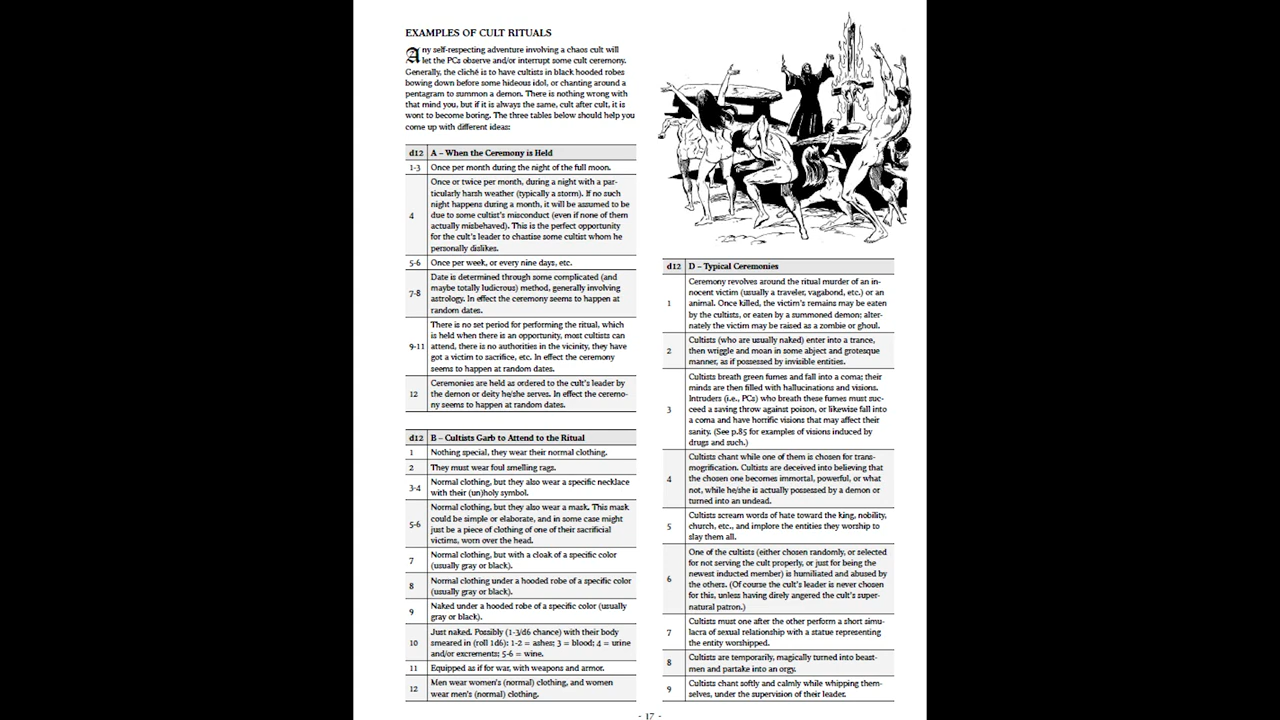 EXAMPLES OF CULT RITUALS
Any self-respecting adventure involving a chaos cult will
let the PCs observe and/or interrupt some cult ceremony.
Generally, the cliché is to have cultists in black hooded robes
bowing down before some hideous idol, or chanting around a
pentagram to summon a demon. There is nothing wrong with
that mind you, but if it is always the same, cult after cult, it is
wont to become boring. The three tables below should help you
come up with different ideas:
d12 A – When the Ceremony is Held
1-3 Once per month during the night of the full moon.
4 Once or twice per month, during a night with a par-
ticularly harsh weather (typically a storm). If no such
night happens during a month, it will be assumed to be
due to some cultist's misconduct (even if none of them
actually misbehaved). This is the perfect opportunity
for the cult's leader to chastise some cultist whom he
personally dislikes.
5-6 Once per week, or every nine days, etc.
7-8 Date is determined through some complicated (and
maybe totally ludicrous) method, generally involving
astrology. In effect the ceremony seems to happen at
random dates.
9-11 There is no set period for performing the ritual, which
is held when there is an opportunity, most cultists can
attend, there is no authorities in the vicinity, they have
got a victim to sacrifice, etc. In effect the ceremony
seems to happen at random dates.
12 Ceremonies are held as ordered to the cult's leader by
the demon or deity he/she serves. In effect the ceremo-
ny seems to happen at random dates.
d12 B – Cultists Garb to Attend to the Ritual
1 Nothing special, they wear their normal clothing.
2 They must wear foul smelling rags.
3-4 Normal clothing, but they also wear a specific necklace
with their (un)holy symbol.
5-6 Normal clothing, but they also wear a mask. This mask
could be simple or elaborate, and in some case might
just be a piece of clothing of one of their sacrificial
victims, worn over the head.
7 Normal clothing, but with a cloak of a specific color
(usually gray or black).
8 Normal clothing under a hooded robe of a specific color
(usually gray or black).
9 Naked under a hooded robe of a specific color (usually
gray or black).
10 Just naked. Possibly (1-3/d6 chance) with their body
smeared in (roll 1d6): 1-2 = ashes; 3 = blood; 4 = urine
and/or excrements; 5-6 = wine.
11 Equipped as if for war, with weapons and armor.
12 Men wear women's (normal) clothing, and women
wear men's (normal) clothing.
d12 D – Typical Ceremonies
1 Ceremony revolves around the ritual murder of an in-
nocent victim (usually a traveler, vagabond, etc.) or an
animal. Once killed, the victim's remains may be eaten
by the cultists, or eaten by a summoned demon; alter-
nately the victim may be raised as a zombie or ghoul.
2 Cultists (who are usually naked) enter into a trance,
then wriggle and moan in some abject and grotesque
manner, as if possessed by invisible entities.
3 Cultists breath green fumes and fall into a coma; their
minds are then filled with hallucinations and visions.
Intruders (i.e., PCs) who breath these fumes must suc-
ceed a saving throw against poison, or likewise fall into
a coma and have horrific visions that may affect their
sanity. (See p.85 for examples of visions induced by
drugs and such.)
4 Cultists chant while one of them is chosen for trans-
mogrification. Cultists are deceived into believing that
the chosen one becomes immortal, powerful, or what
not, while he/she is actually possessed by a demon or
turned into an undead.
5 Cultists scream words of hate toward the king, nobility,
church, etc., and implore the entities they worship to
slay them all.
6 One of the cultists (either chosen randomly, or selected
for not serving the cult properly, or just for being the
newest inducted member) is humiliated and abused by
the others. (Of course the cult's leader is never chosen
for this, unless having direly angered the cult's super-
natural patron.)
7 Cultists must one after the other perform a short simu-
lacra of sexual relationship with a statue representing
the entity worshipped.
8 Cultists are temporarily, magically turned into beast-
men and partake into an orgy.
9 Cultists chant softly and calmly while whipping them-
selves, under the supervision of their leader.
- 17 -